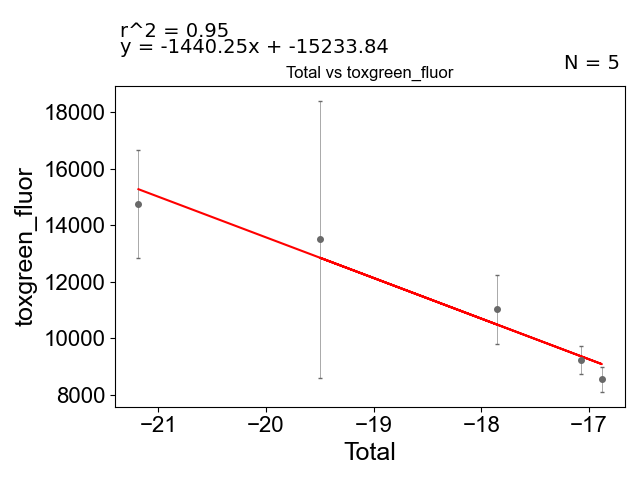 r^2 = 0.95
y = -1440.25x + -15233.84
N = 5
Total vs toxgreen_fluor
18000
16000
14000
12000
10000
8000
toxgreen_fluor
−21
−20
−19
−18
−17
Total